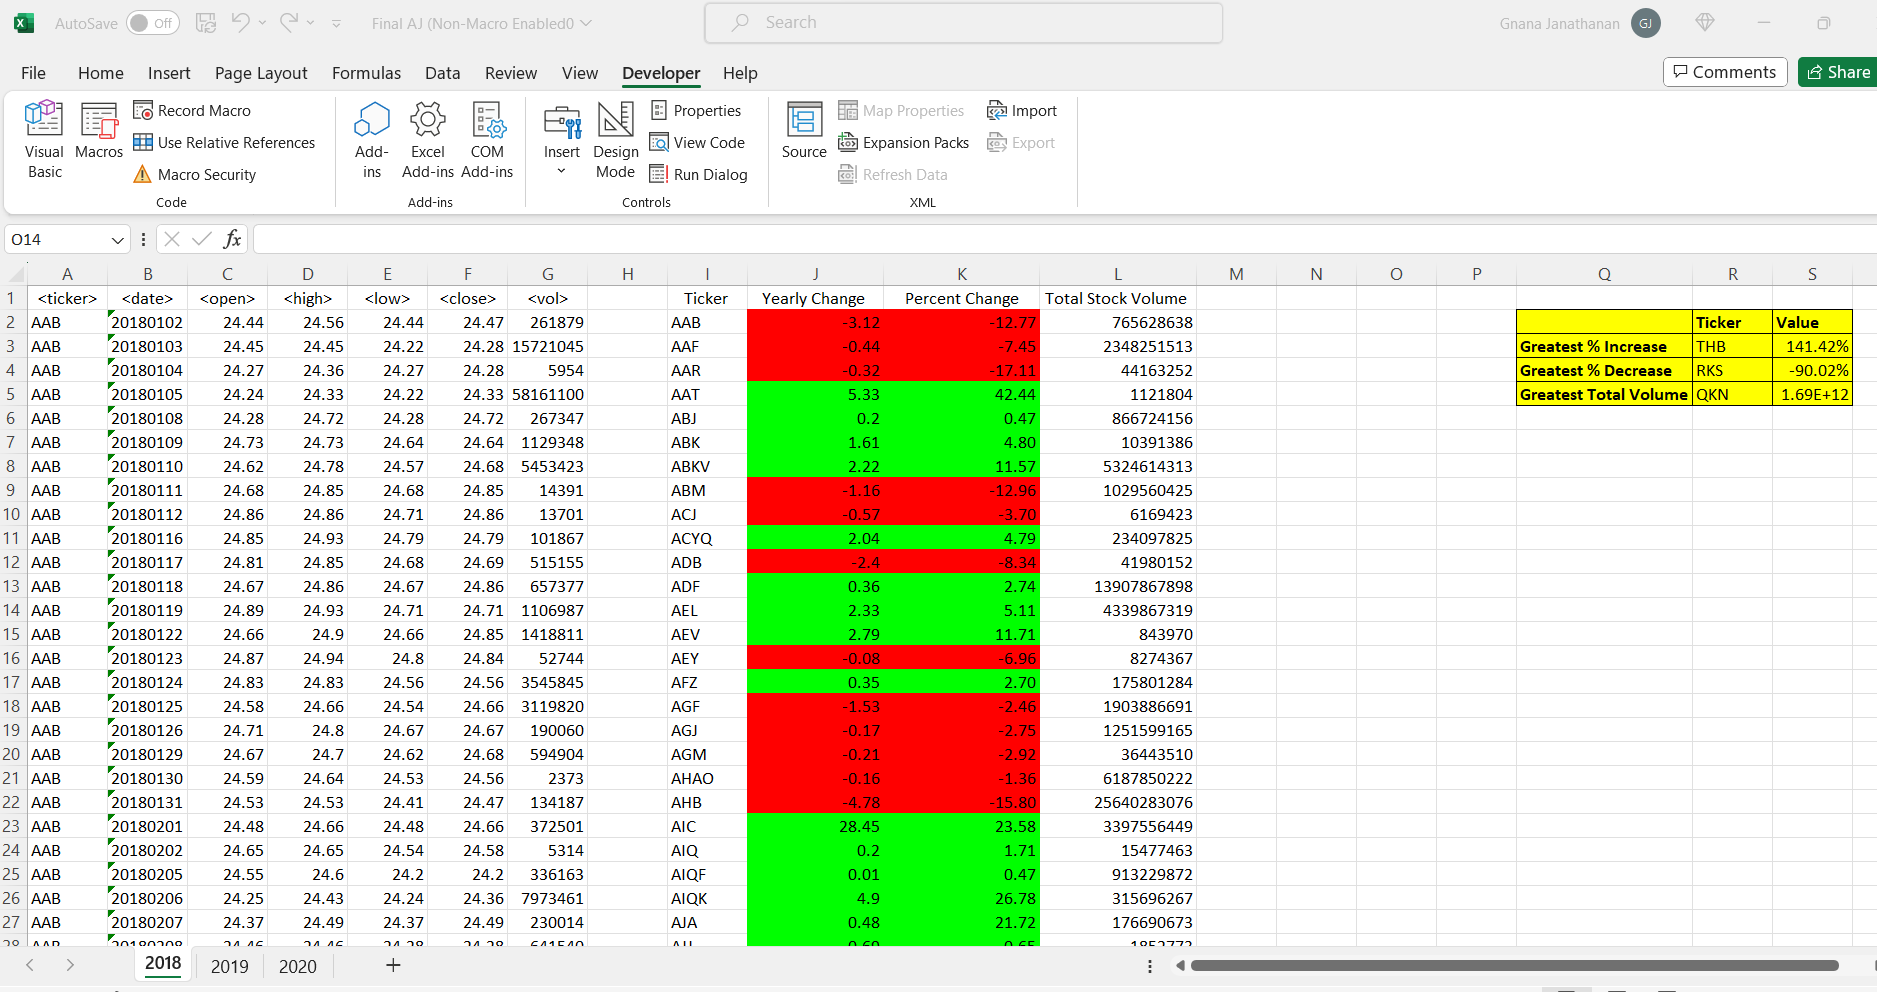 AutoSave Off Final AJ (Non-Macro Enabled0 Search Gnana Janathanan GJ
File Home Insert Page Layout Formulas Data Review View Developer Help Comments Share
Visual Basic
Macros
Record Macro
Use Relative References
Macro Security
Code
Add-ins
Excel Add-ins
COM Add-ins
Add-ins
Insert
Design Mode
Properties
View Code
Run Dialog
Controls
Source
Map Properties
Expansion Packs
Refresh Data
Import
Export
XML
O14 fx
A B C D E F G H I J K L M N O P Q R S
1 <ticker> <date> <open> <high> <low> <close> <vol> Ticker Yearly Change Percent Change Total Stock Volume
2 AAB 20180102 24.44 24.56 24.44 24.47 261879 AAB -3.12 -12.77 765628638 Ticker Value
3 AAB 20180103 24.45 24.45 24.22 24.28 15721045 AAF -0.44 -7.45 2348251513 Greatest % Increase THB 141.42%
4 AAB 20180104 24.27 24.36 24.27 24.28 5954 AAR -0.32 -17.11 44163252 Greatest % Decrease RKS -90.02%
5 AAB 20180105 24.24 24.33 24.22 24.33 58161100 AAT 5.33 42.44 1121804 Greatest Total Volume QKN 1.69E+12
6 AAB 20180108 24.28 24.72 24.28 24.72 267347 ABJ 0.2 0.47 866724156
7 AAB 20180109 24.73 24.73 24.64 24.64 1129348 ABK 1.61 4.80 10391386
8 AAB 20180110 24.62 24.78 24.57 24.68 5453423 ABKV 2.22 11.57 5324614313
9 AAB 20180111 24.68 24.85 24.68 24.85 14391 ABM -1.16 -12.96 1029560425
10 AAB 20180112 24.86 24.86 24.71 24.86 13701 ACJ -0.57 -3.70 6169423
11 AAB 20180116 24.85 24.93 24.79 24.79 101867 ACYQ 2.04 4.79 234097825
12 AAB 20180117 24.81 24.85 24.68 24.69 515155 ADB -2.4 -8.34 41980152
13 AAB 20180118 24.67 24.86 24.67 24.86 657377 ADF 0.36 2.74 13907867898
14 AAB 20180119 24.89 24.93 24.71 24.71 1106987 AEL 2.33 5.11 4339867319
15 AAB 20180122 24.66 24.9 24.66 24.85 1418811 AEV 2.79 11.71 843970
16 AAB 20180123 24.87 24.94 24.8 24.84 52744 AEY -0.08 -6.96 8274367
17 AAB 20180124 24.83 24.83 24.56 24.56 3545845 AFZ 0.35 2.70 175801284
18 AAB 20180125 24.58 24.66 24.54 24.66 3119820 AGF -1.53 -2.46 1903886691
19 AAB 20180126 24.71 24.8 24.67 24.67 190060 AGJ -0.17 -2.75 1251599165
20 AAB 20180129 24.67 24.7 24.62 24.68 594904 AGM -0.21 -2.92 36443510
21 AAB 20180130 24.59 24.64 24.53 24.56 2373 AHAO -0.16 -1.36 6187850222
22 AAB 20180131 24.53 24.53 24.41 24.47 134187 AHB -4.78 -15.80 25640283076
23 AAB 20180201 24.48 24.66 24.48 24.66 372501 AIC 28.45 23.58 3397556449
24 AAB 20180202 24.65 24.65 24.54 24.58 5314 AIQ 0.2 1.71 15477463
25 AAB 20180205 24.55 24.6 24.2 24.2 336163 AIQF 0.01 0.47 913229872
26 AAB 20180206 24.25 24.43 24.24 24.36 7973461 AIQK 4.9 26.78 315696267
27 AAB 20180207 24.37 24.49 24.37 24.49 230014 AJA 0.48 21.72 176690673
2018 2019 2020